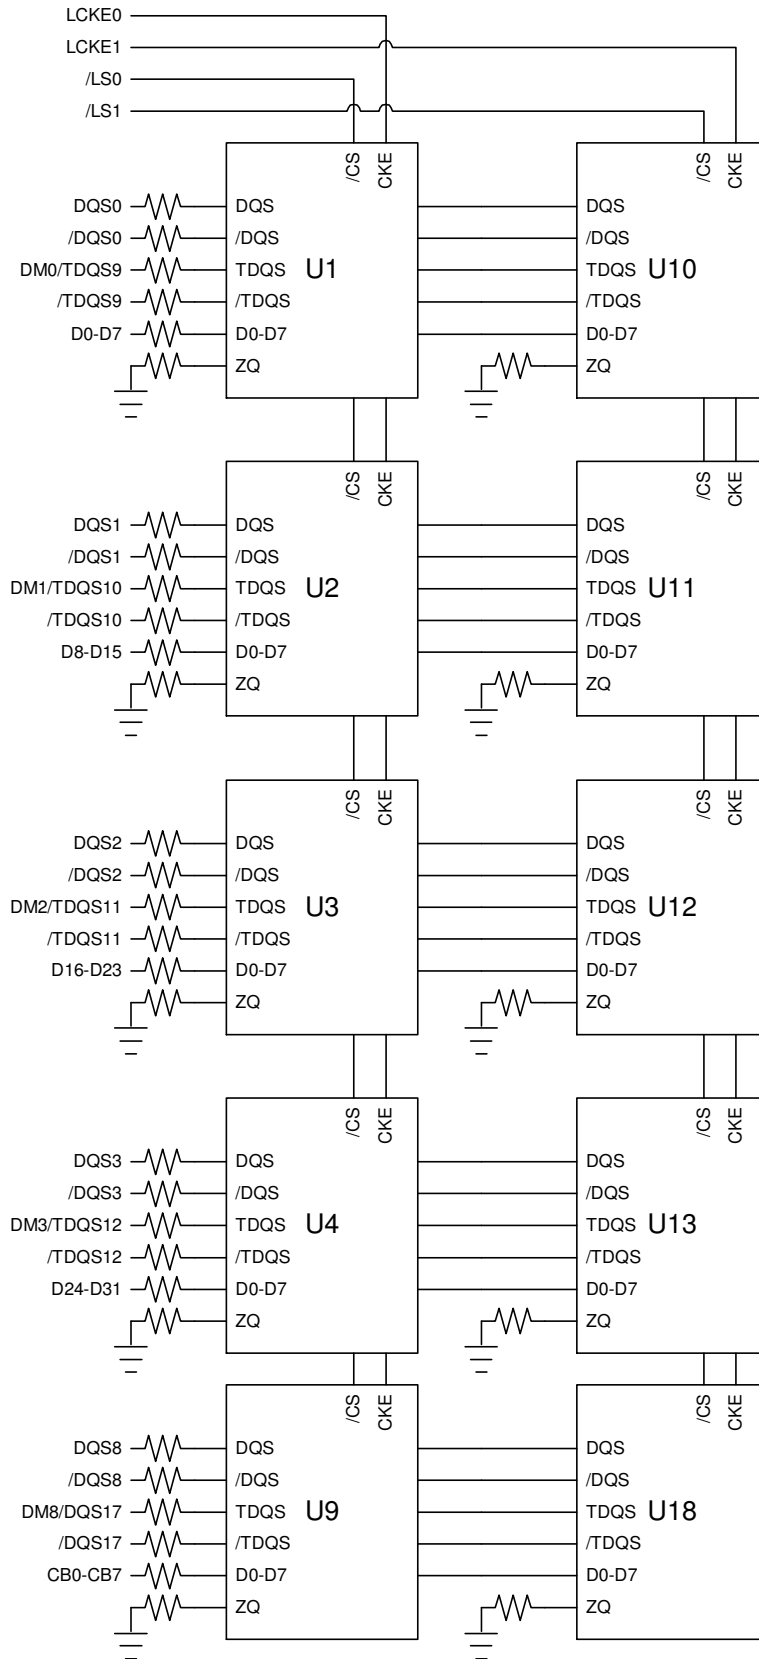 LCKE0
LCKE1
/LS0
/LS1
/CS CKE /CS CKE
DQS0 DQS DQS
/DQS0 /DQS /DQS
DM0/TDQS9 TDQS U1 TDQS U10
/TDQS9 /TDQS /TDQS
D0-D7 D0-D7 D0-D7
ZQ ZQ
/CS CKE /CS CKE
DQS1 DQS DQS
/DQS1 /DQS /DQS
DM1/TDQS10 TDQS U2 TDQS U11
/TDQS10 /TDQS /TDQS
D8-D15 D0-D7 D0-D7
ZQ ZQ
/CS CKE /CS CKE
DQS2 DQS DQS
/DQS2 /DQS /DQS
DM2/TDQS11 TDQS U3 TDQS U12
/TDQS11 /TDQS /TDQS
D16-D23 D0-D7 D0-D7
ZQ ZQ
/CS CKE /CS CKE
DQS3 DQS DQS
/DQS3 /DQS /DQS
DM3/TDQS12 TDQS U4 TDQS U13
/TDQS12 /TDQS /TDQS
D24-D31 D0-D7 D0-D7
ZQ ZQ
/CS CKE /CS CKE
DQS8 DQS DQS
/DQS8 /DQS /DQS
DM8/DQS17 TDQS U9 TDQS U18
/DQS17 /TDQS /TDQS
CB0-CB7 D0-D7 D0-D7
ZQ ZQ